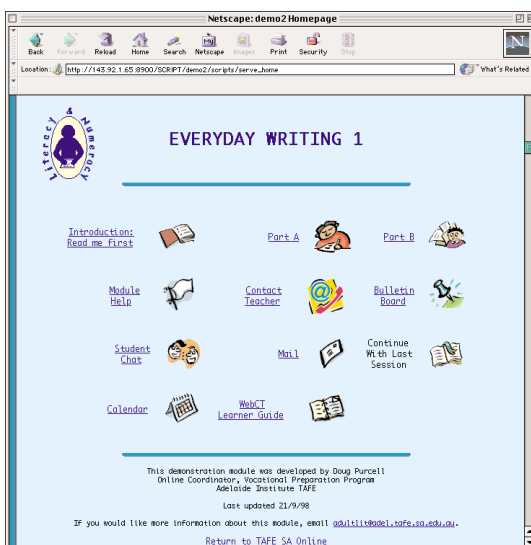 Netscape: demo2 Homepage
Back Forward Reload Home Search Netscape Images Print Security Stop
N
Location: http://143.92.1.65:8900/SCRIPT/demo2/scripts/serve_home What's Related
Literacy & Numeracy
EVERYDAY WRITING 1
Introduction:
Read me first
Part A
Part B
Module
Help
Contact
Teacher
Bulletin
Board
Student
Chat
Mail
Continue
With Last
Session
Calendar
WebCT
Learner Guide
This demonstration module was developed by Doug Purcell
Online Coordinator, Vocational Preparation Program
Adelaide Institute TAFE
Last updated 21/9/98
If you would like more information about this module, email adultlit@adel.tafe.sa.edu.au.
Return to TAFE SA Online